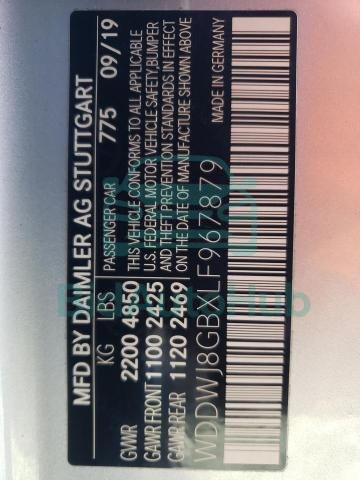 MFD BY DAIMLER AG STUTTGART
KG LBS PASSENGER CAR 775 09/19
GVWR 2200 4850
GAWR FRONT 1100 2425
GAWR REAR 1120 2469
THIS VEHICLE CONFORMS TO ALL APPLICABLE
U.S. FEDERAL MOTOR VEHICLE SAFETY, BUMPER
AND THEFT PREVENTION STANDARDS IN EFFECT
ON THE DATE OF MANUFACTURE SHOWN ABOVE
WDDWJ8GBXLF967879
MADE IN GERMANY